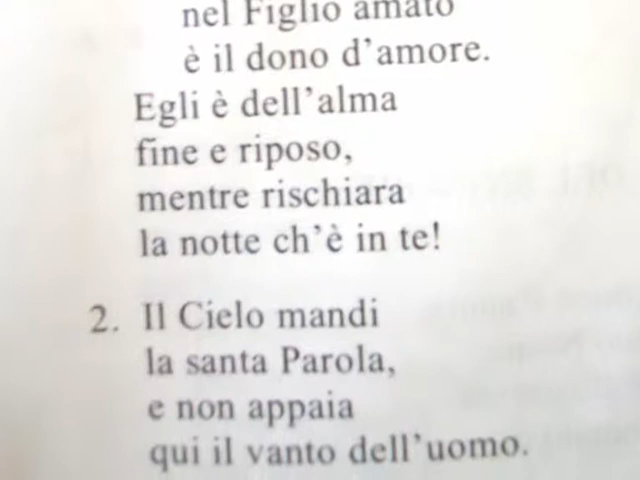 nel Figlio amato
è il dono d'amore.
Egli è dell'alma
fine e riposo,
mentre rischiara
la notte ch'è in te!
2. Il Cielo mandi
la santa Parola,
e non appaia
qui il vanto dell'uomo.